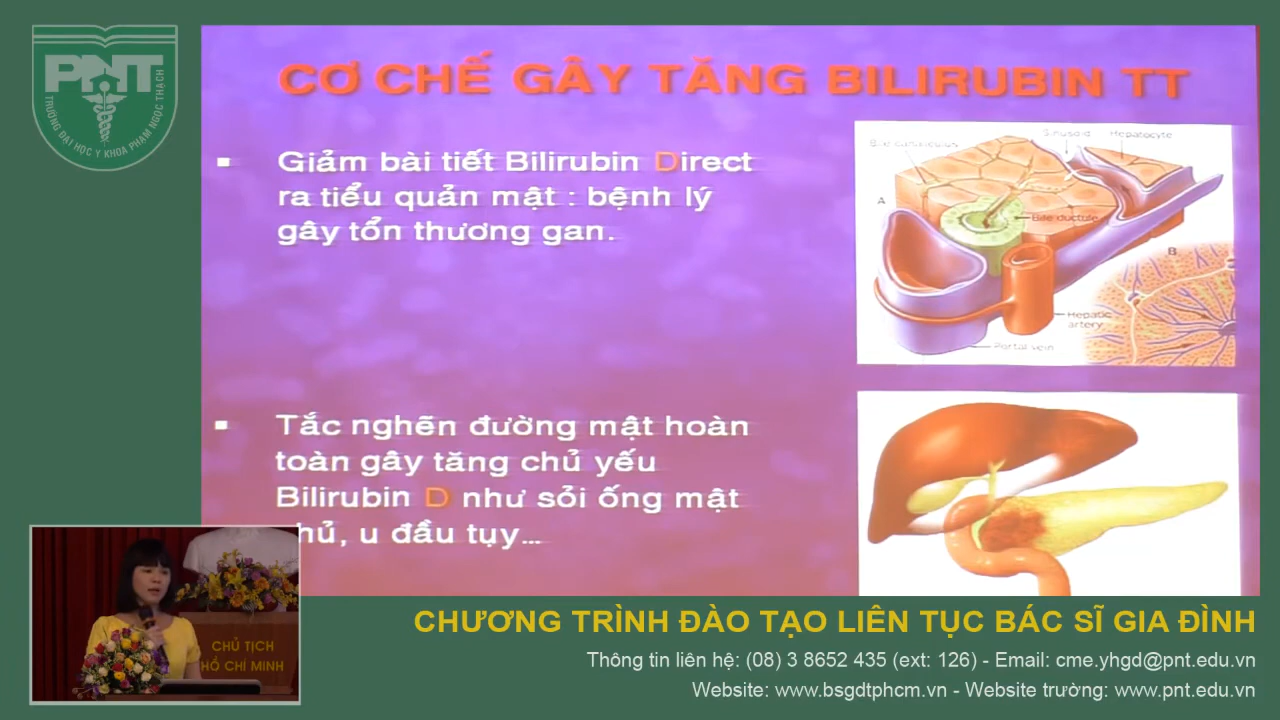 PNT
TRƯỜNG ĐẠI HỌC Y KHOA PHẠM NGỌC THẠCH
CƠ CHẾ GÂY TĂNG BILIRUBIN TT
Giảm bài tiết Bilirubin Direct
ra tiểu quản mật : bệnh lý
gây tổn thương gan.
Sinusoid
Hepatocyte
Bile canaliculus
A
Bile ductule
B
Hepatic
artery
Portal vein
Tắc nghẽn đường mật hoàn
toàn gây tăng chủ yếu
Bilirubin D như sỏi ống mật
hủ, u đầu tụy...
CHỦ TỊCH
HỒ CHÍ MINH
CHƯƠNG TRÌNH ĐÀO TẠO LIÊN TỤC BÁC SĨ GIA ĐÌNH
Thông tin liên hệ: (08) 3 8652 435 (ext: 126) - Email: cme.yhgd@pnt.edu.vn
Website: www.bsgdtphcm.vn - Website trường: www.pnt.edu.vn